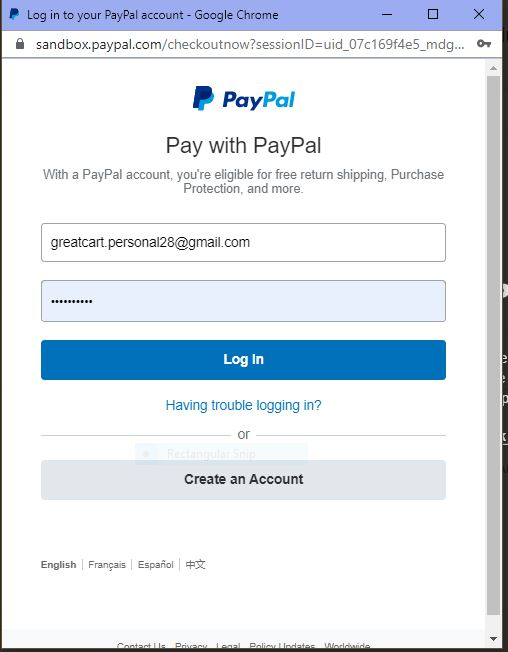 Log in to your PayPal account - Google Chrome
sandbox.paypal.com/checkoutnow?sessionID=uid_07c169f4e5_mdg...
PayPal
Pay with PayPal
With a PayPal account, you're eligible for free return shipping, Purchase
Protection, and more.
greatcart.personal28@gmail.com
••••••••••
Log In
Having trouble logging in?
or
Rectangular Snip
Create an Account
English | Français | Español | 中文
Contact Us Privacy Legal Policy Updates Worldwide